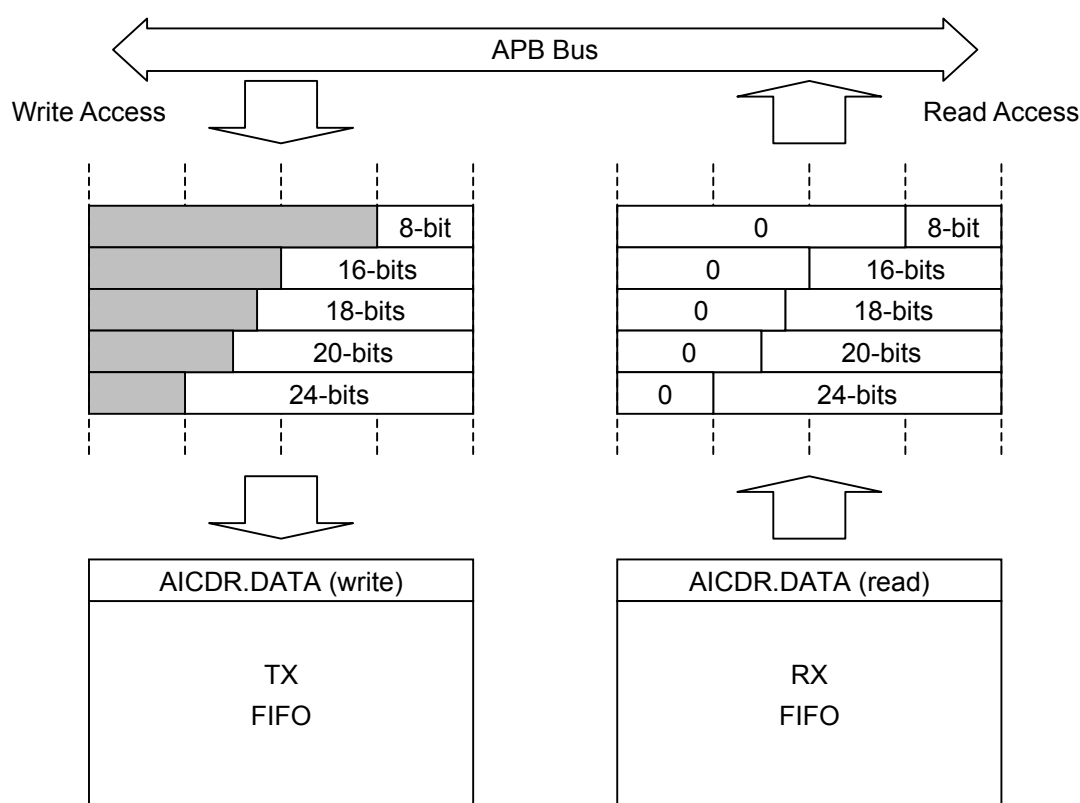 APB Bus
Write Access
Read Access
8-bit
0
8-bit
16-bits
0
16-bits
18-bits
0
18-bits
20-bits
0
20-bits
24-bits
0
24-bits
AICDR.DATA (write)
AICDR.DATA (read)
TX
FIFO
RX
FIFO